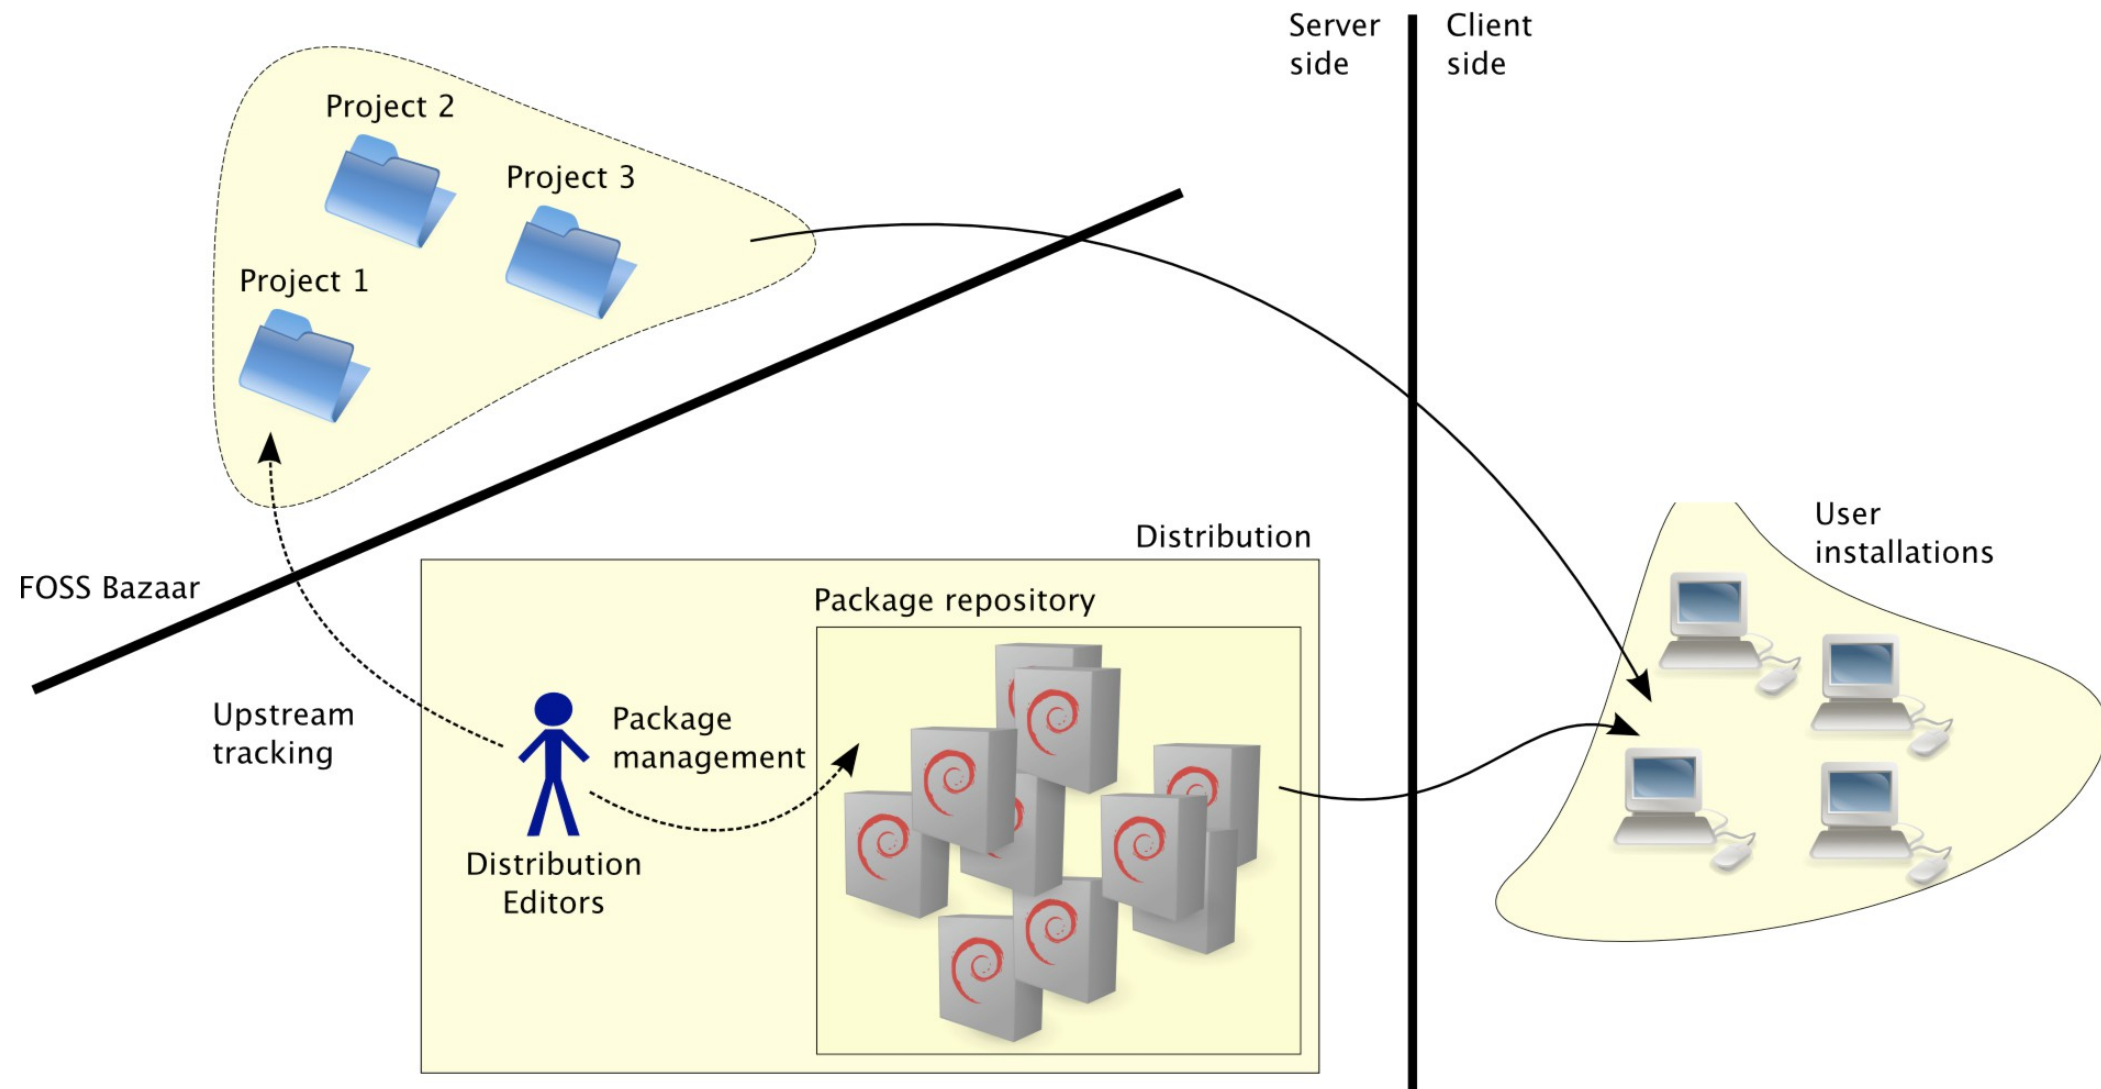 Server
side
Client
side
Project 2
Project 3
Project 1
FOSS Bazaar
Distribution
User
installations
Package repository
Upstream
tracking
Package
management
Distribution
Editors